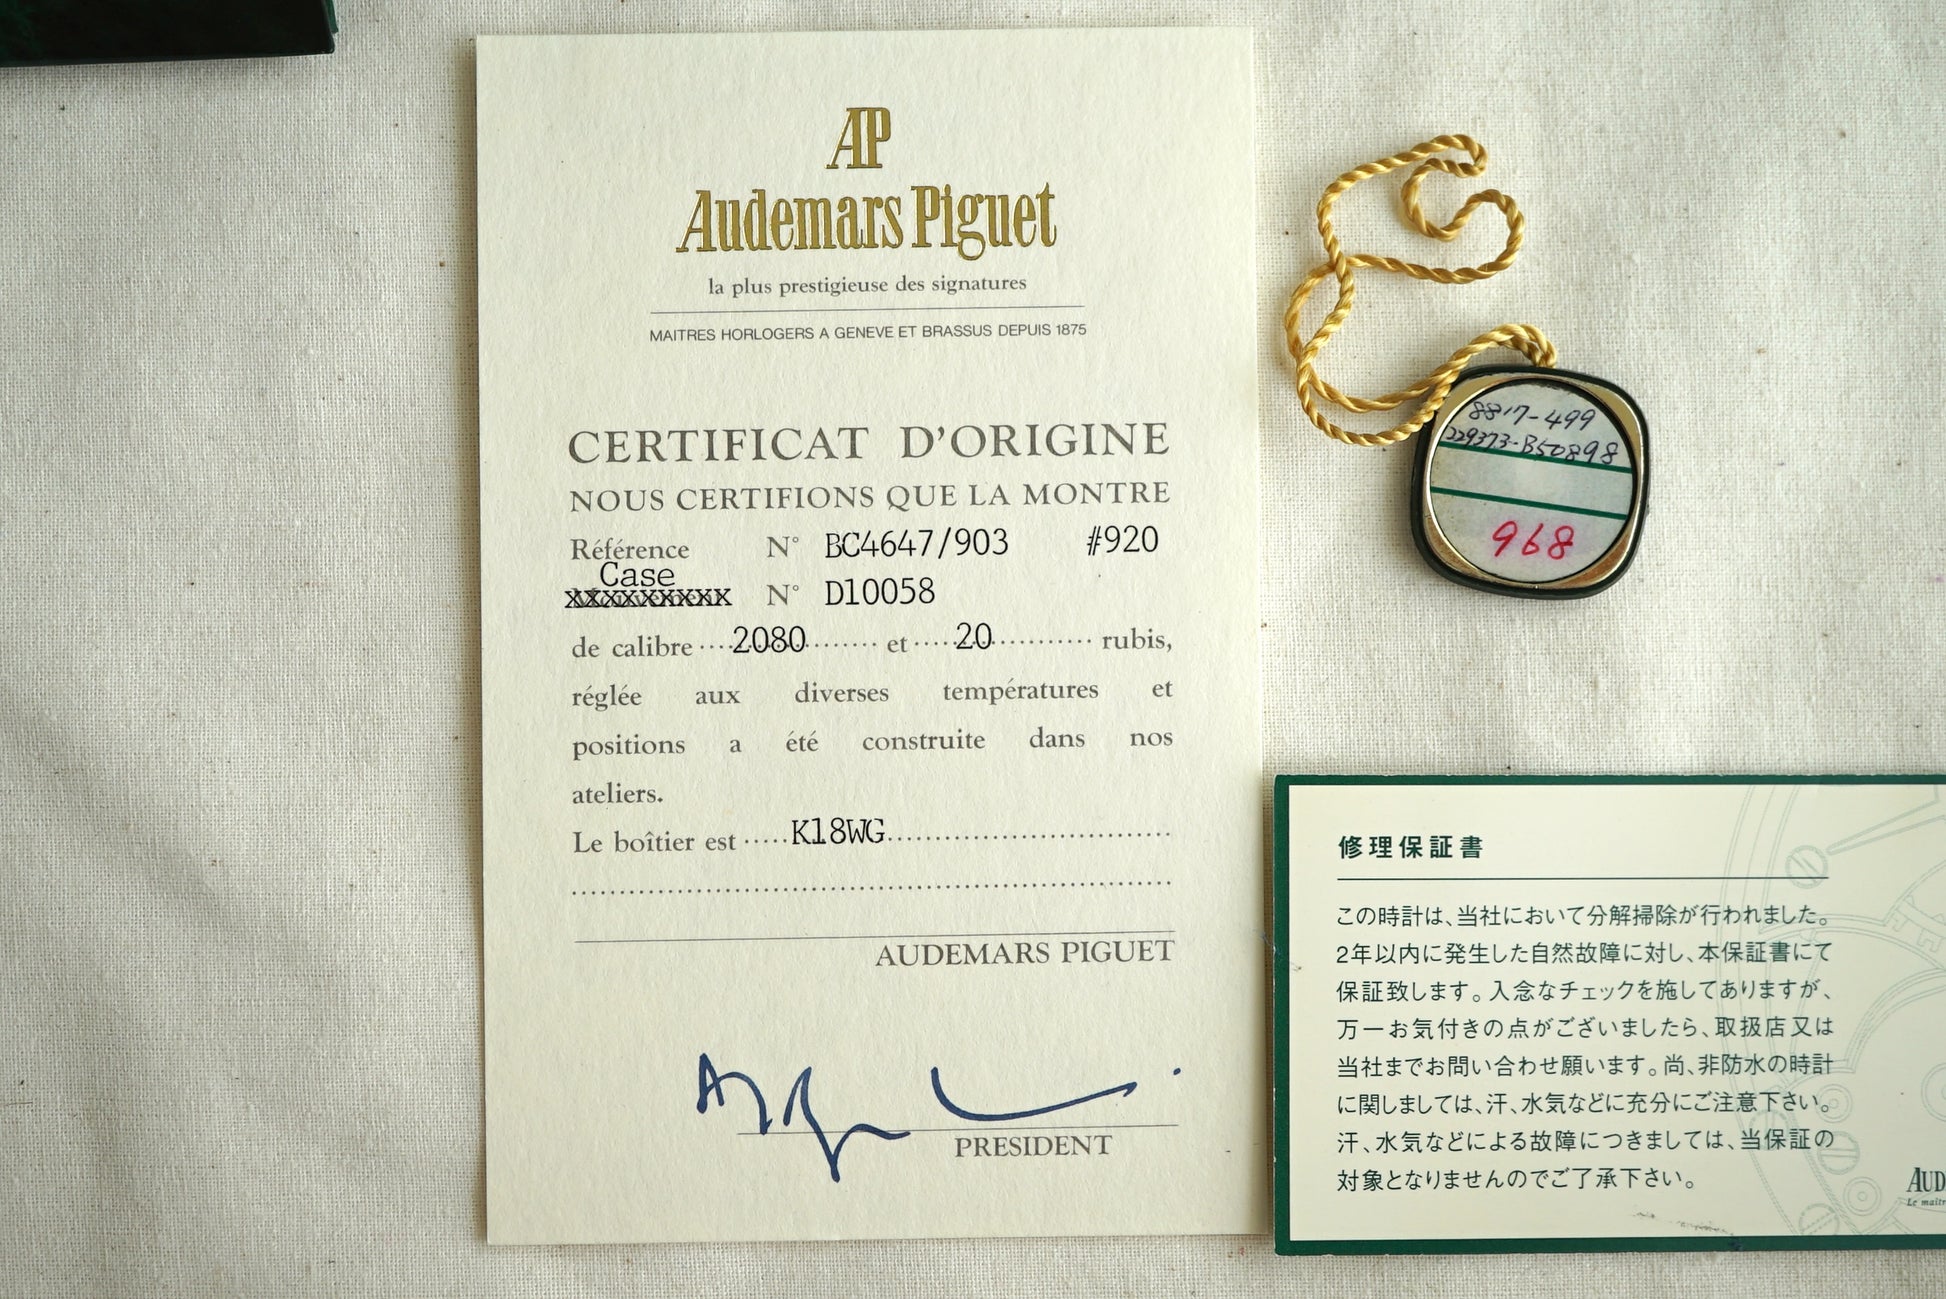 AP
Audemars Piguet
la plus prestigieuse des signatures
MAITRES HORLOGERS A GENEVE ET BRASSUS DEPUIS 1875
CERTIFICAT D'ORIGINE
NOUS CERTIFIONS QUE LA MONTRE
Référence N° BC4647/903 #920
Case
xxxxxxxxx N° D10058
de calibre 2080 et 20 rubis,
réglée aux diverses températures et
positions a été construite dans nos
ateliers.
Le boîtier est K18WG
AUDEMARS PIGUET
PRESIDENT
8817-499
229373-B50898
968
修理保証書
この時計は、当社において分解掃除が行われました。
2年以内に発生した自然故障に対し、本保証書にて
保証致します。入念なチェックを施してありますが、
万一お気付きの点がございましたら、取扱店又は
当社までお問い合わせ願います。尚、非防水の時計
に関しましては、汗、水気などに充分にご注意下さい。
汗、水気などによる故障につきましては、当保証の
対象となりませんのでご了承下さい。
AUD
Le maîtr